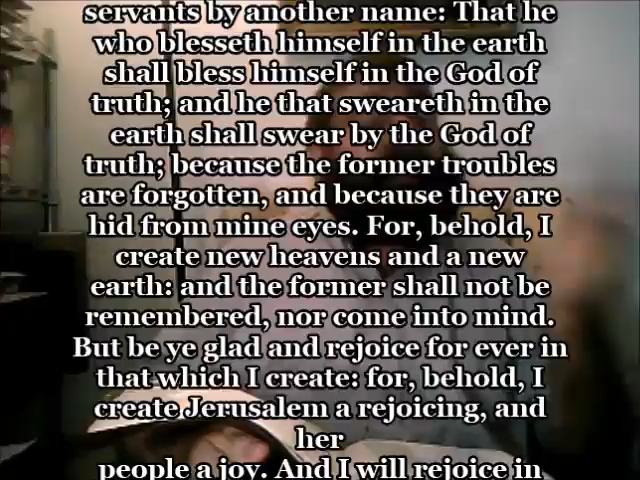 servants by another name: That he
who blesseth himself in the earth
shall bless himself in the God of
truth; and he that sweareth in the
earth shall swear by the God of
truth; because the former troubles
are forgotten, and because they are
hid from mine eyes. For, behold, I
create new heavens and a new
earth: and the former shall not be
remembered, nor come into mind.
But be ye glad and rejoice for ever in
that which I create: for, behold, I
create Jerusalem a rejoicing, and
her
people a joy. And I will rejoice in